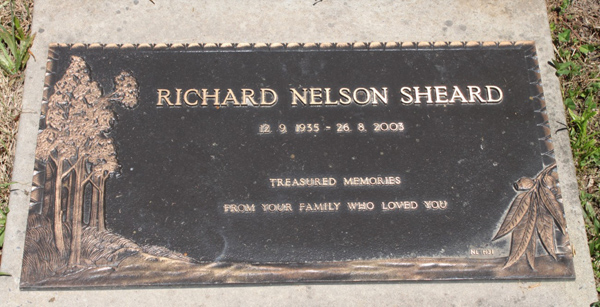 RICHARD NELSON SHEARD
12. 9. 1935 - 26. 8. 2003
TREASURED MEMORIES
FROM YOUR FAMILY WHO LOVED YOU